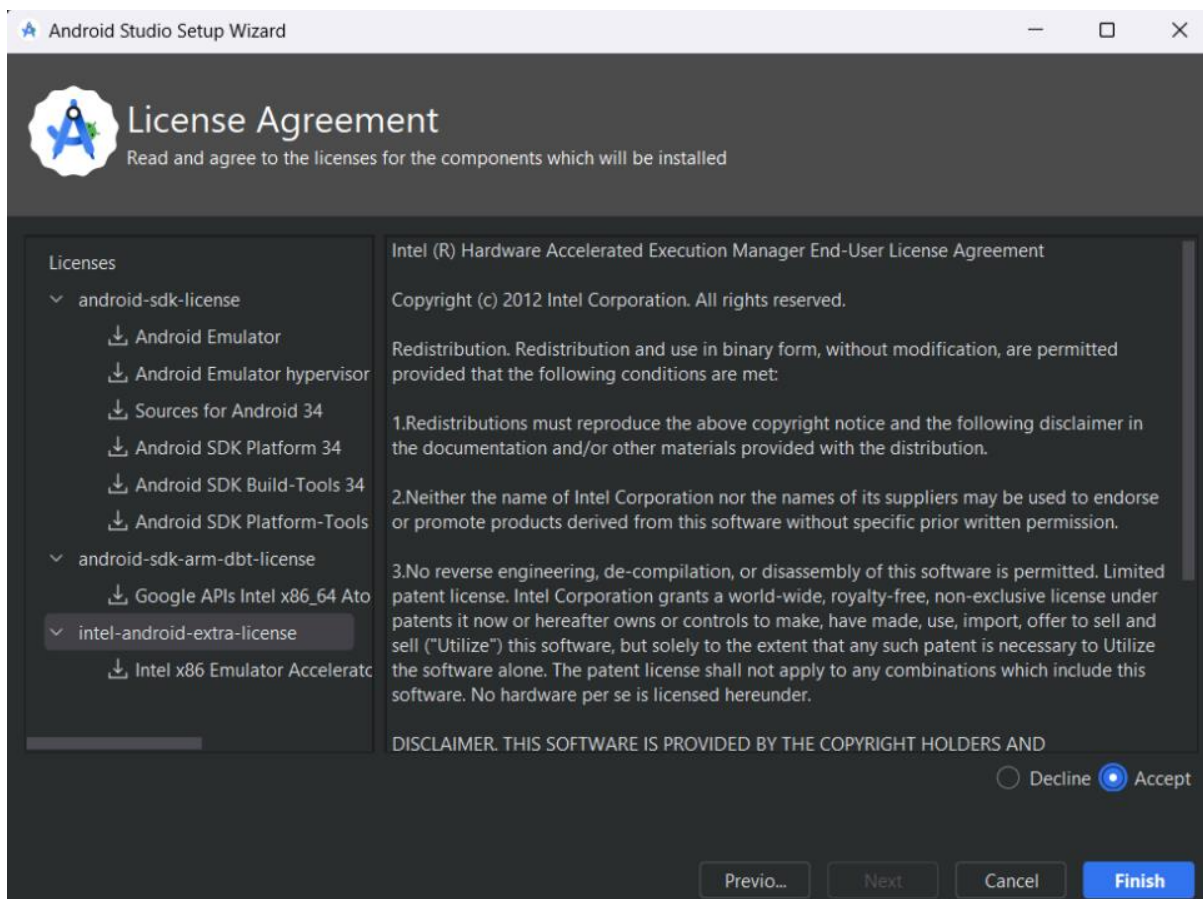 Android Studio Setup Wizard
License Agreement
Read and agree to the licenses for the components which will be installed
Licenses
android-sdk-license
Android Emulator
Android Emulator hypervisor
Sources for Android 34
Android SDK Platform 34
Android SDK Build-Tools 34
Android SDK Platform-Tools
android-sdk-arm-dbt-license
Google APIs Intel x86_64 Ato
intel-android-extra-license
Intel x86 Emulator Acceleratc
Intel (R) Hardware Accelerated Execution Manager End-User License Agreement
Copyright (c) 2012 Intel Corporation. All rights reserved.
Redistribution. Redistribution and use in binary form, without modification, are permitted
provided that the following conditions are met:
1.Redistributions must reproduce the above copyright notice and the following disclaimer in
the documentation and/or other materials provided with the distribution.
2.Neither the name of Intel Corporation nor the names of its suppliers may be used to endorse
or promote products derived from this software without specific prior written permission.
3.No reverse engineering, de-compilation, or disassembly of this software is permitted. Limited
patent license. Intel Corporation grants a world-wide, royalty-free, non-exclusive license under
patents it now or hereafter owns or controls to make, have made, use, import, offer to sell and
sell ("Utilize") this software, but solely to the extent that any such patent is necessary to Utilize
the software alone. The patent license shall not apply to any combinations which include this
software. No hardware per se is licensed hereunder.
DISCLAIMER. THIS SOFTWARE IS PROVIDED BY THE COPYRIGHT HOLDERS AND
Decline Accept
Previo... Next Cancel Finish